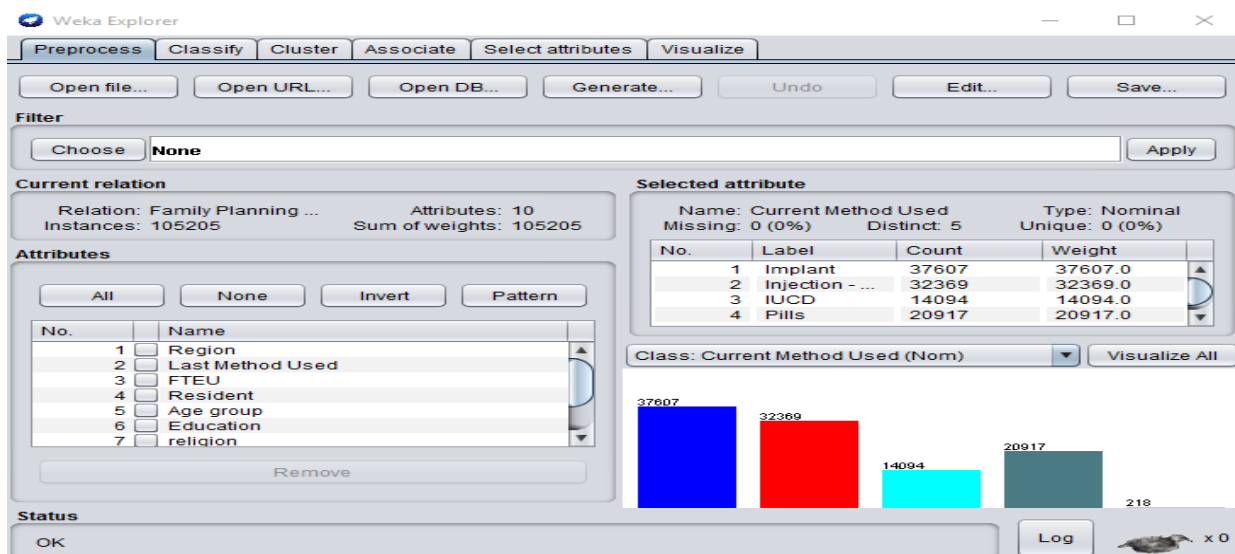 Weka Explorer
Preprocess Classify Cluster Associate Select attributes Visualize
Open file... Open URL... Open DB... Generate... Undo Edit... Save...
Filter
Choose None Apply
Current relation
Relation: Family Planning ... Attributes: 10
Instances: 105205 Sum of weights: 105205
Attributes
All None Invert Pattern
No. Name
1 Region
2 Last Method Used
3 FTEU
4 Resident
5 Age group
6 Education
7 religion
Remove
Selected attribute
Name: Current Method Used Type: Nominal
Missing: 0 (0%) Distinct: 5 Unique: 0 (0%)
No. Label Count Weight
1 Implant 37607 37607.0
2 Injection - ... 32369 32369.0
3 IUCD 14094 14094.0
4 Pills 20917 20917.0
Class: Current Method Used (Nom) Visualize All
37607
32369
14094
20917
218
Status
OK
Log x 0